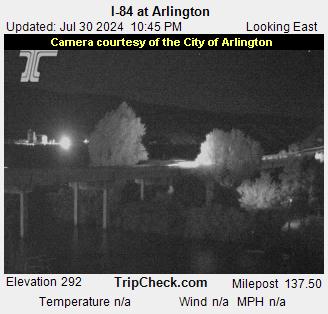 I-84 at Arlington
Updated: Jul 30 2024 10:45 PM Looking East
Camera courtesy of the City of Arlington
Elevation 292 TripCheck.com Milepost 137.50
Temperature n/a Wind n/a MPH n/a